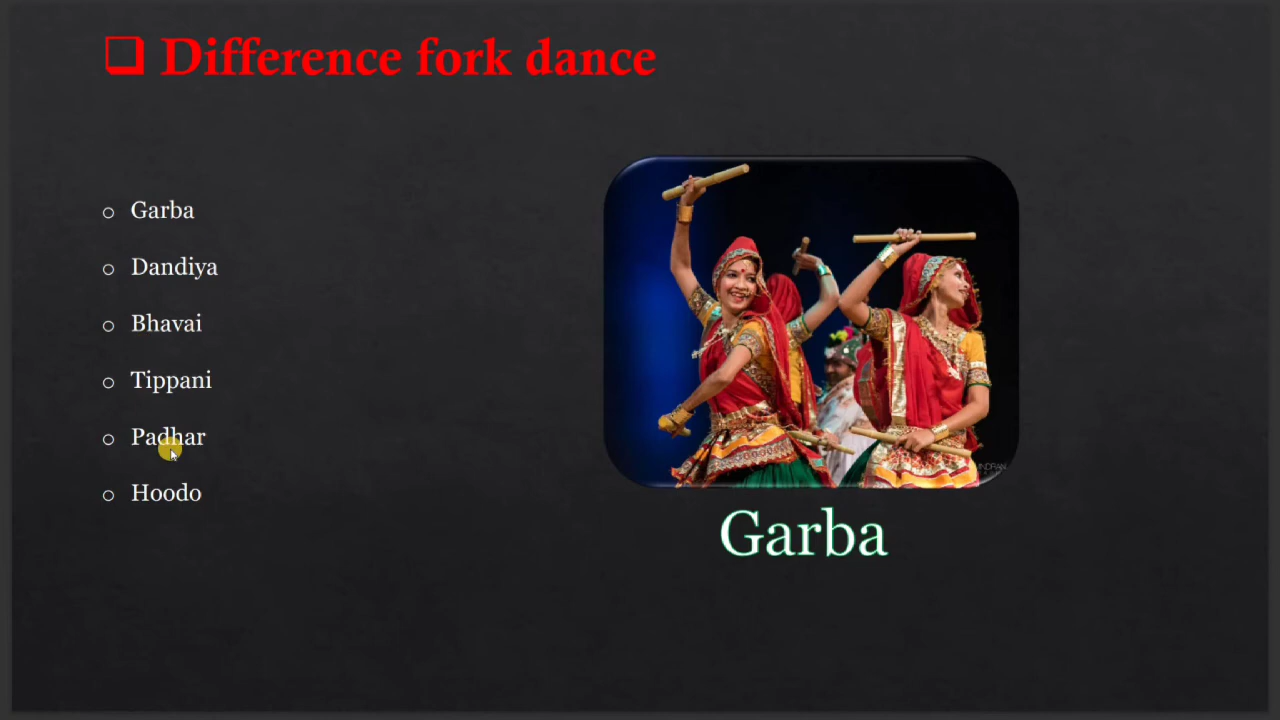 Difference fork dance
Garba
Dandiya
Bhavai
Tippani
Padhar
Hoodo
Garba